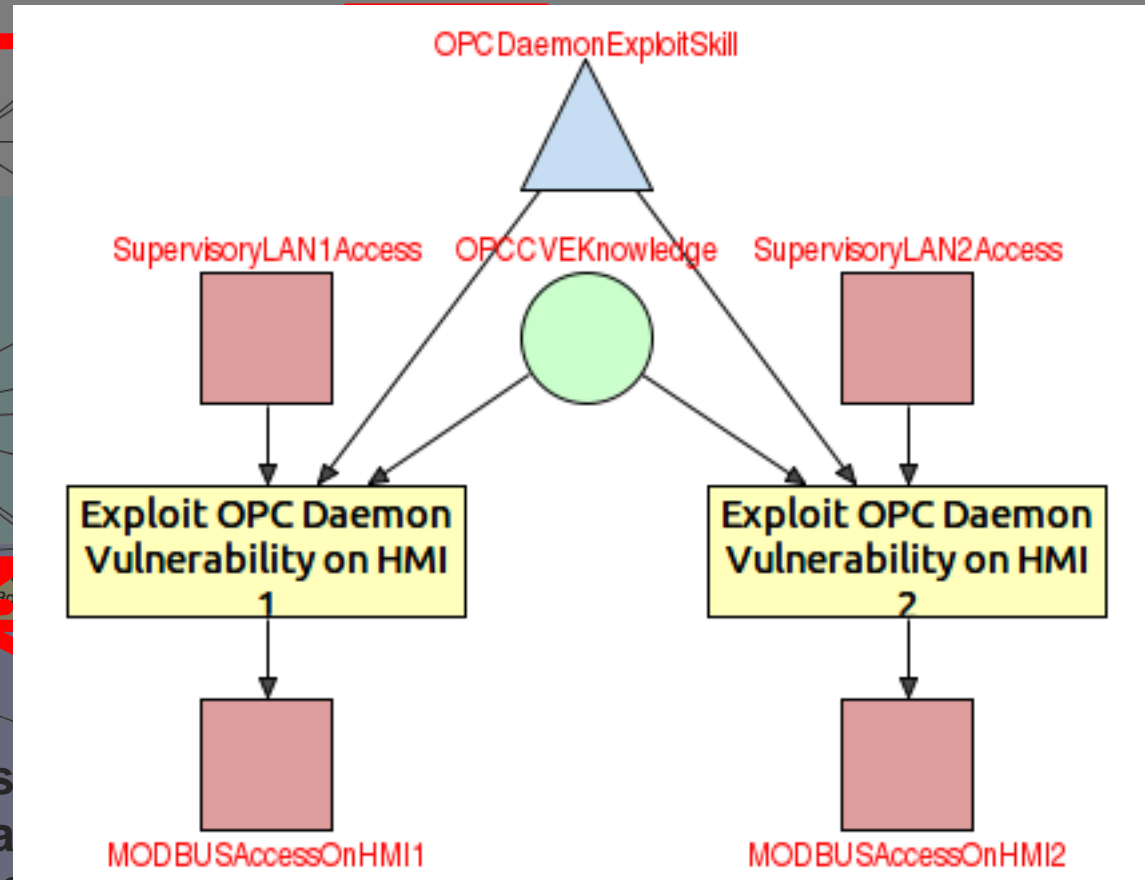 OPCDaemonExploitSkill
SupervisoryLAN1Access
OPCCVEKnowledge
SupervisoryLAN2Access
Exploit OPC Daemon
Vulnerability on HMI
1
Exploit OPC Daemon
Vulnerability on HMI
2
MODBUSAccessOnHMI1
MODBUSAccessOnHMI2